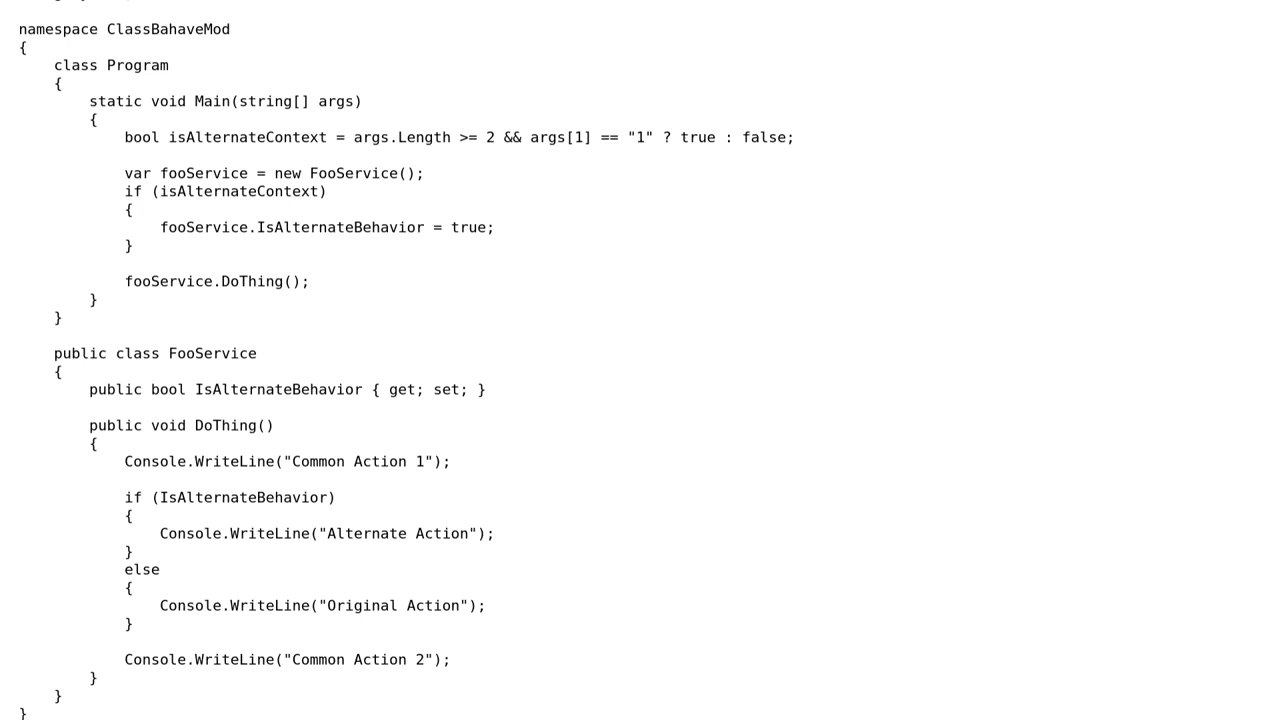 namespace ClassBahaveMod
{
    class Program
    {
        static void Main(string[] args)
        {
            bool isAlternateContext = args.Length >= 2 && args[1] == "1" ? true : false;

            var fooService = new FooService();
            if (isAlternateContext)
            {
                fooService.IsAlternateBehavior = true;
            }

            fooService.DoThing();
        }
    }

    public class FooService
    {
        public bool IsAlternateBehavior { get; set; }

        public void DoThing()
        {
            Console.WriteLine("Common Action 1");

            if (IsAlternateBehavior)
            {
                Console.WriteLine("Alternate Action");
            }
            else
            {
                Console.WriteLine("Original Action");
            }

            Console.WriteLine("Common Action 2");
        }
    }
}